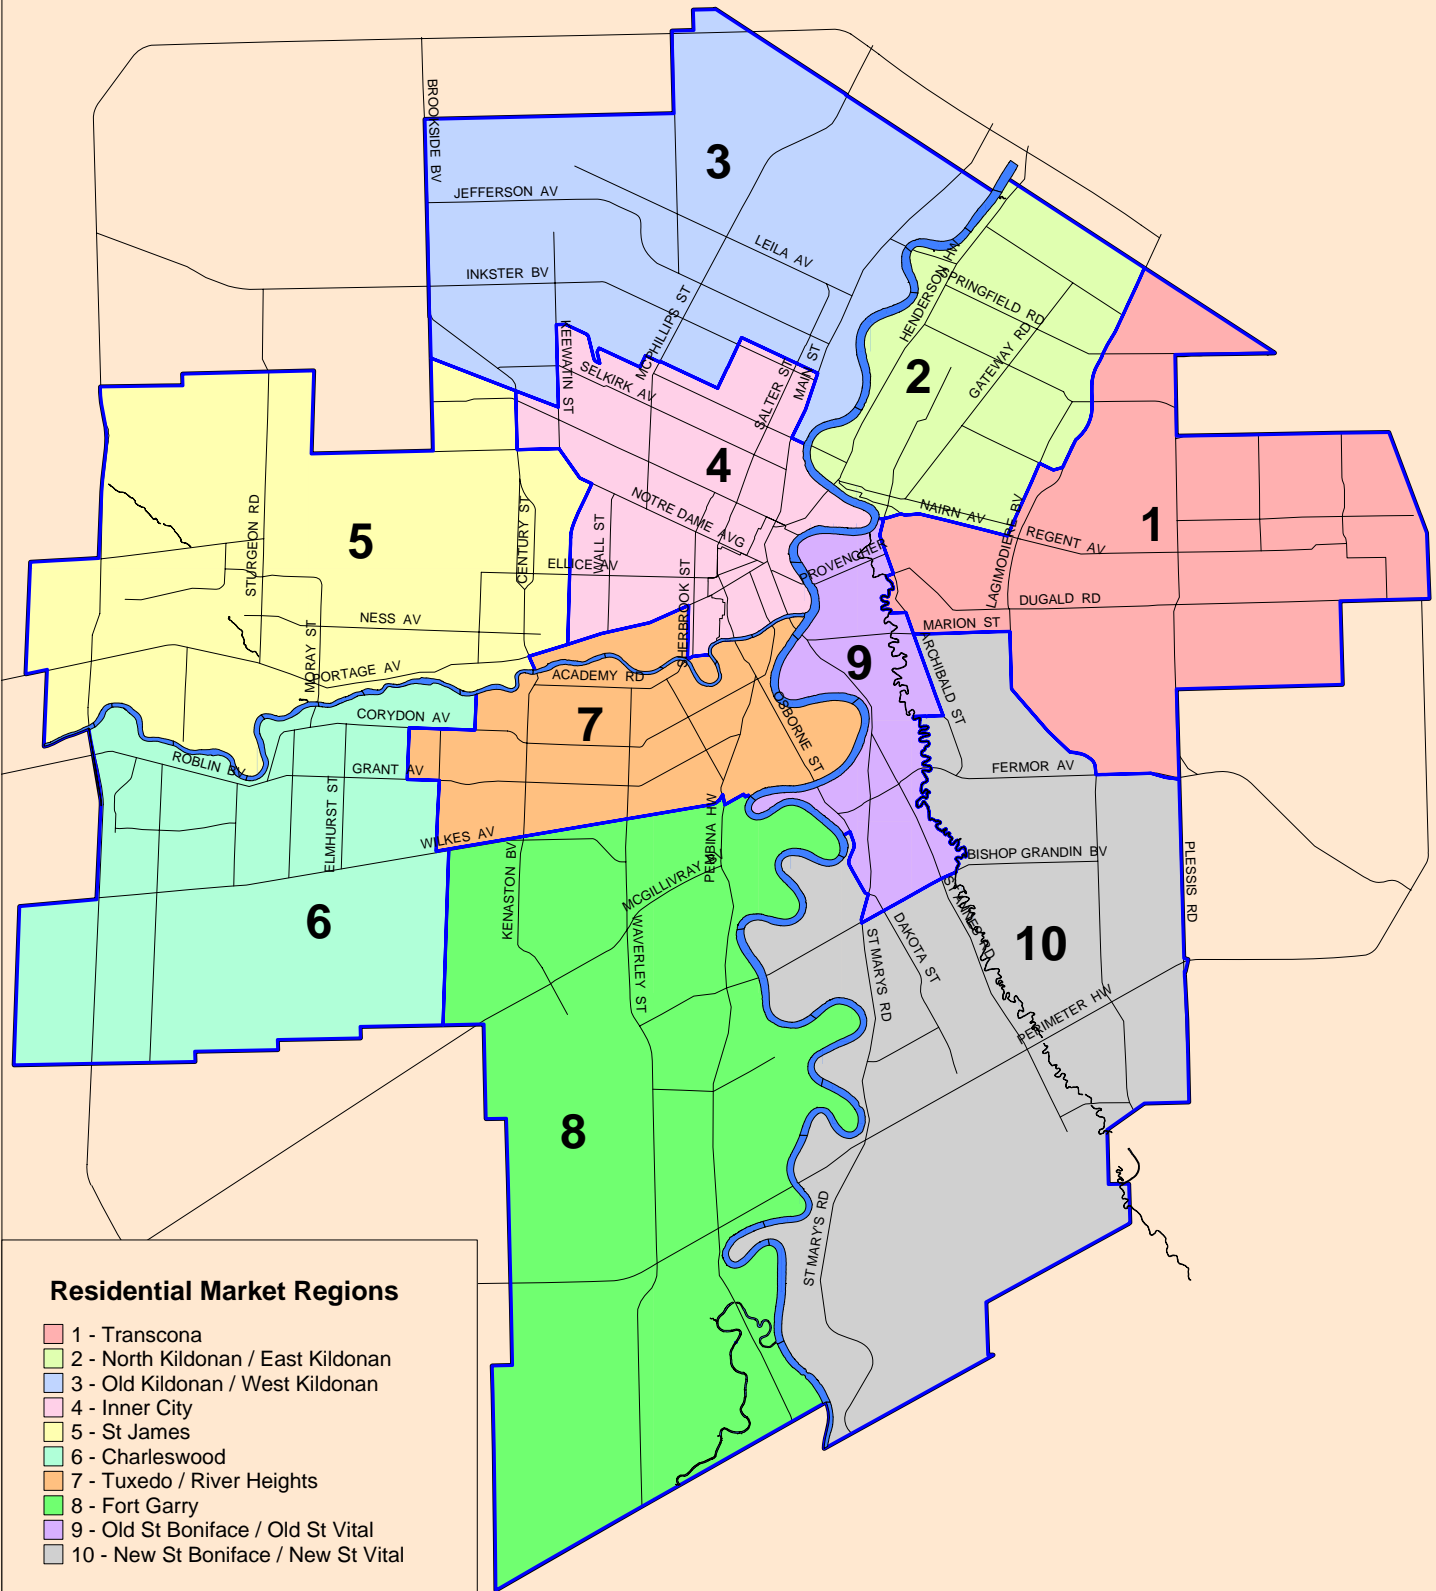 BROOKSIDE BV
3
JEFFERSON AV
LEILA AV
INKSTER BV
HENDERSON HW
SPRINGFIELD RD
MCPHILLIPS ST
KEEWATIN ST
GATEWAY RD
SELKIRK AV
SALTER ST
MAIN ST
2
4
NOTRE DAME AVG
NAIRN AV
1
STURGEON RD
5
CENTURY ST
WALL ST
ELLICE AV
SHERBROOK ST
PROVENCHER
LAGIMODIERE BV
REGENT AV
DUGALD RD
NESS AV
MARION ST
MORAY ST
PORTAGE AV
ACADEMY RD
9
ARCHIBALD ST
CORYDON AV
7
OSBORNE ST
ROBLIN BV
GRANT AV
FERMOR AV
ELMHURST ST
WILKES AV
PEMBINA HW
BISHOP GRANDIN BV
KENASTON BV
MCGILLIVRAY BV
PLESSIS RD
6
WAVERLEY ST
ST MARYS RD
DAKOTA ST
ST ANNES RD
10
PERIMETER HW
8
ST MARY'S RD
Residential Market Regions
1 - Transcona
2 - North Kildonan / East Kildonan
3 - Old Kildonan / West Kildonan
4 - Inner City
5 - St James
6 - Charleswood
7 - Tuxedo / River Heights
8 - Fort Garry
9 - Old St Boniface / Old St Vital
10 - New St Boniface / New St Vital